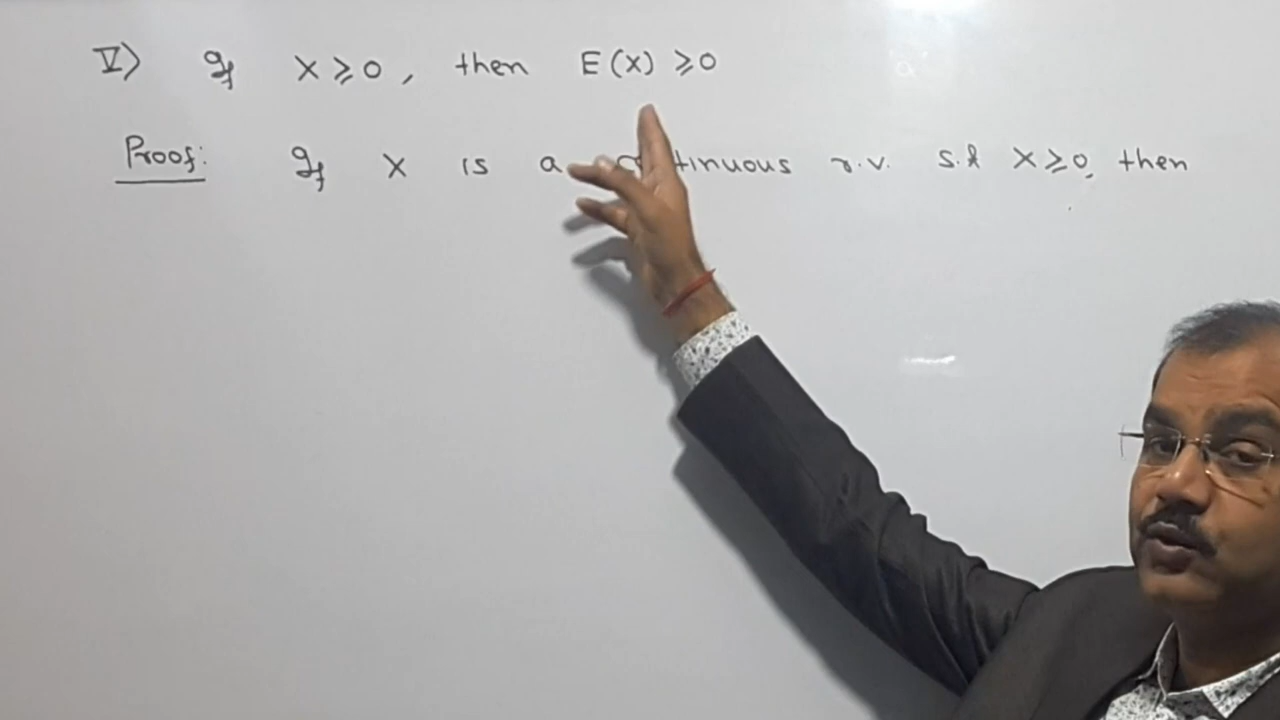 V) If X ⩾ 0, then E(X) ⩾ 0
Proof: If X is a tinuous r.v. s.t X ⩾ 0, then